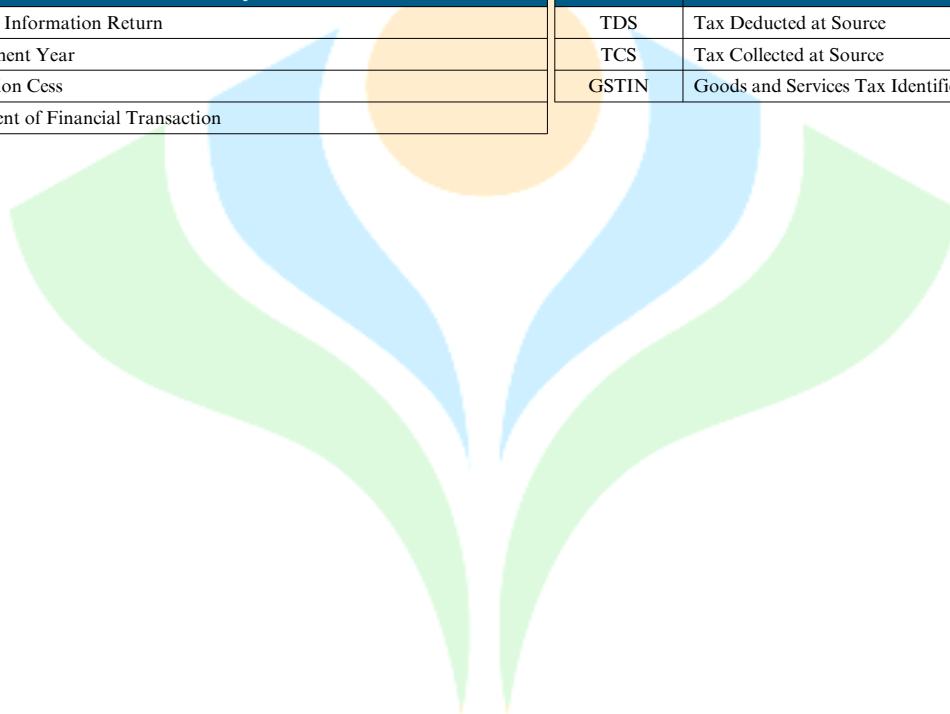 Information Return
TDS Tax Deducted at Source
Year
TCS Tax Collected at Source
Cess
GSTIN Goods and Services Tax
of Financial Transaction